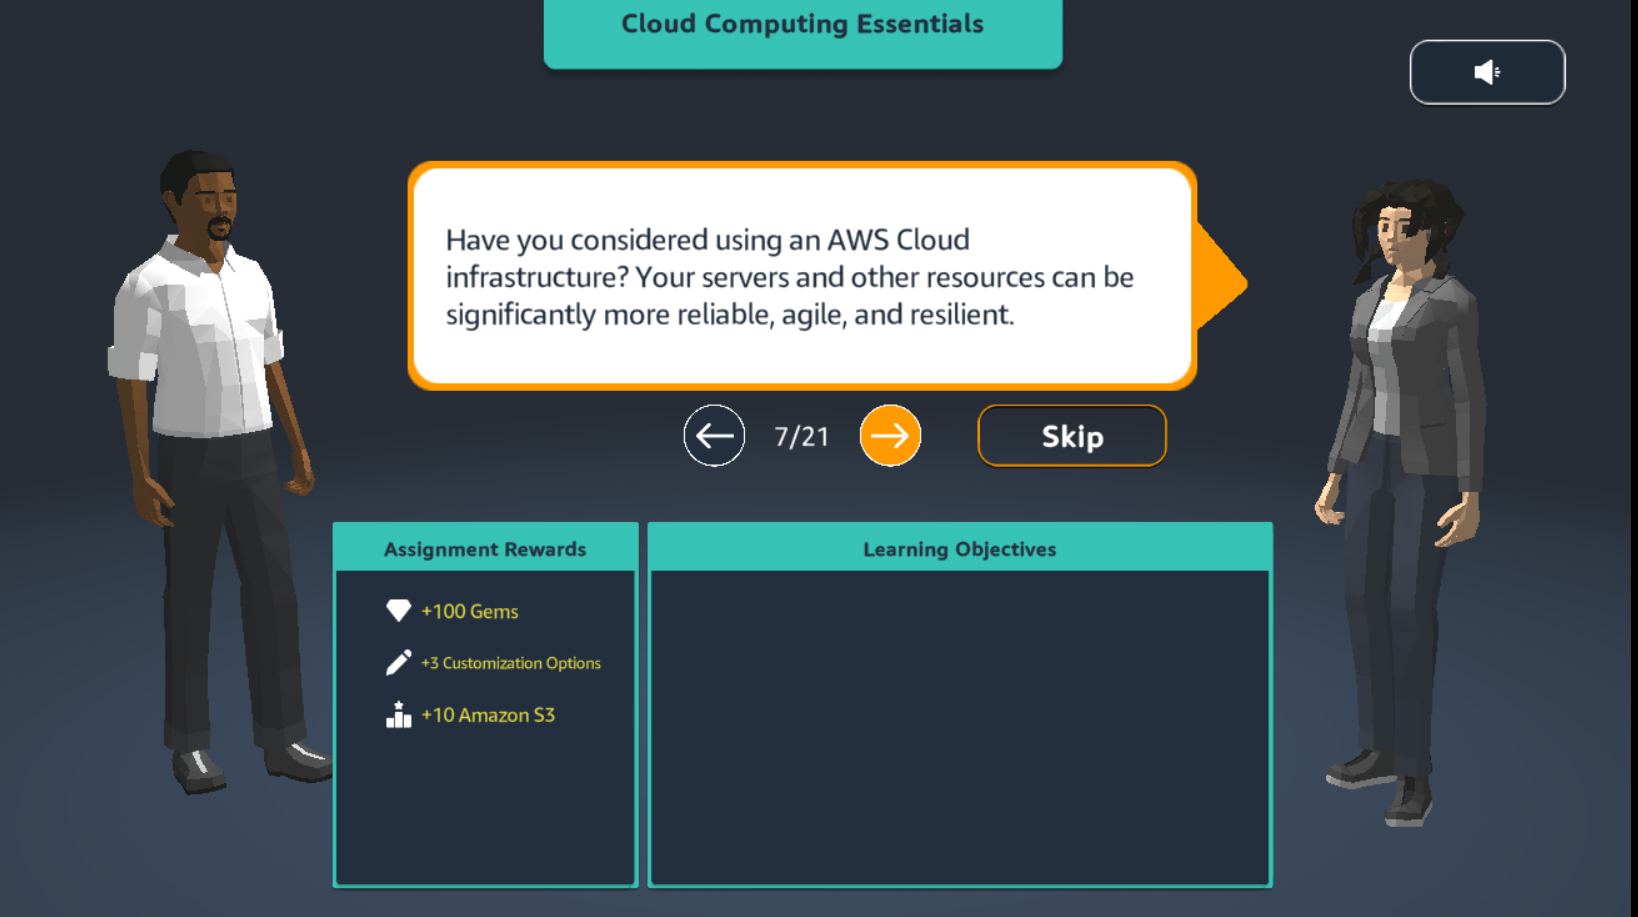 Cloud Computing Essentials
Have you considered using an AWS Cloud
infrastructure? Your servers and other resources can be
significantly more reliable, agile, and resilient.
7/21
Skip
Assignment Rewards
+100 Gems
+3 Customization Options
+10 Amazon S3
Learning Objectives